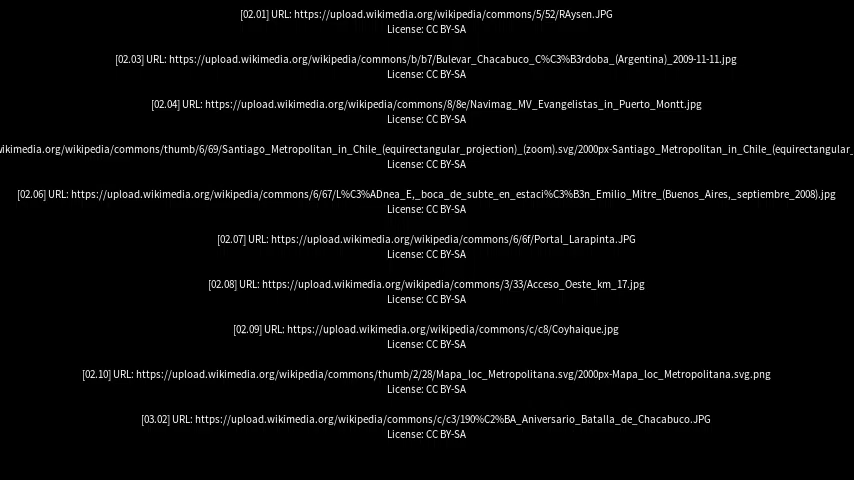 [02.01] URL: https://upload.wikimedia.org/wikipedia/commons/5/52/RAysen.JPG
License: CC BY-SA
[02.03] URL: https://upload.wikimedia.org/wikipedia/commons/b/b7/Bulevar_Chacabuco_C%C3%B3rdoba_(Argentina)_2009-11-11.jpg
License: CC BY-SA
[02.04] URL: https://upload.wikimedia.org/wikipedia/commons/8/8e/Navimag_MV_Evangelistas_in_Puerto_Montt.jpg
License: CC BY-SA
wikimedia.org/wikipedia/commons/thumb/6/69/Santiago_Metropolitan_in_Chile_(equirectangular_projection)_(zoom).svg/2000px-Santiago_Metropolitan_in_Chile_(equirectangular_
License: CC BY-SA
[02.06] URL: https://upload.wikimedia.org/wikipedia/commons/6/67/L%C3%ADnea_E,_boca_de_subte_en_estaci%C3%B3n_Emilio_Mitre_(Buenos_Aires,_septiembre_2008).jpg
License: CC BY-SA
[02.07] URL: https://upload.wikimedia.org/wikipedia/commons/6/6f/Portal_Larapinta.JPG
License: CC BY-SA
[02.08] URL: https://upload.wikimedia.org/wikipedia/commons/3/33/Acceso_Oeste_km_17.jpg
License: CC BY-SA
[02.09] URL: https://upload.wikimedia.org/wikipedia/commons/c/c8/Coyhaique.jpg
License: CC BY-SA
[02.10] URL: https://upload.wikimedia.org/wikipedia/commons/thumb/2/28/Mapa_loc_Metropolitana.svg/2000px-Mapa_loc_Metropolitana.svg.png
License: CC BY-SA
[03.02] URL: https://upload.wikimedia.org/wikipedia/commons/c/c3/190%C2%BA_Aniversario_Batalla_de_Chacabuco.JPG
License: CC BY-SA